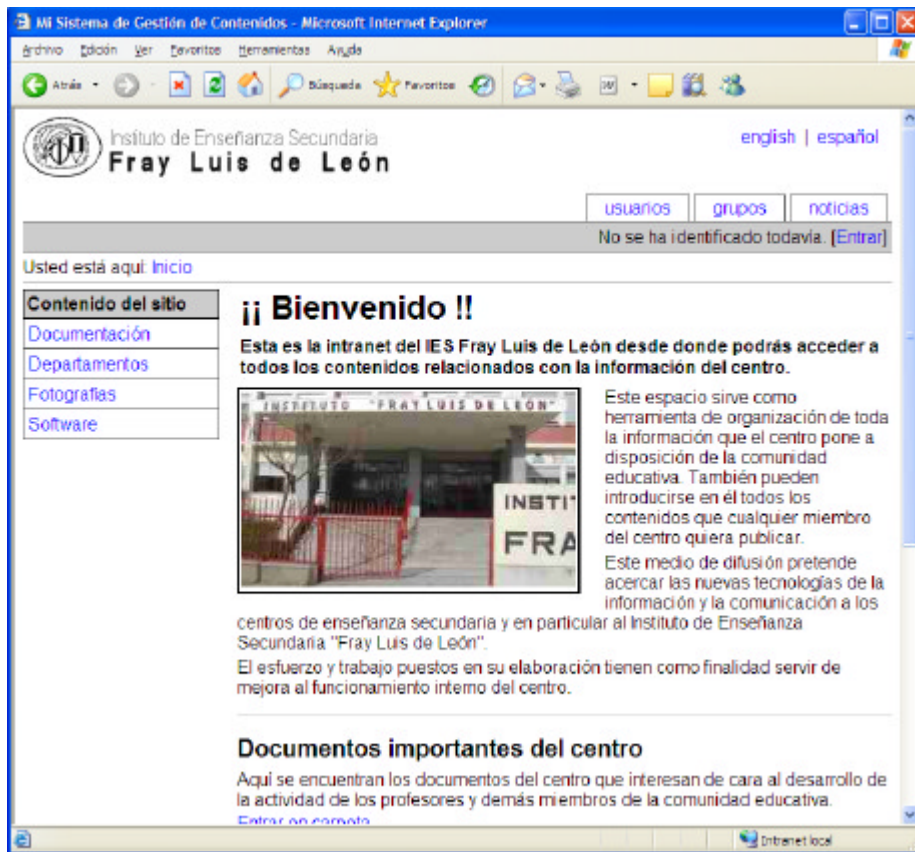 Mi Sistema de Gestión de Contenidos - Microsoft Internet Explorer
Archivo Edición Ver Favoritos Herramientas Ayuda
Atrás Búsqueda Favoritos
Instituto de Enseñanza Secundaria
Fray Luis de León
english | español
usuarios grupos noticias
No se ha identificado todavía. [Entrar]
Usted está aquí: Inicio
Contenido del sitio
Documentación
Departamentos
Fotografías
Software
¡¡ Bienvenido !!
Esta es la intranet del IES Fray Luis de León desde donde podrás acceder a
todos los contenidos relacionados con la información del centro.
INSTITUTO "FRAY LUIS DE LEON"
INSTI
FRA
Este espacio sirve como
herramienta de organización de toda
la información que el centro pone a
disposición de la comunidad
educativa. También pueden
introducirse en él todos los
contenidos que cualquier miembro
del centro quiera publicar.
Este medio de difusión pretende
acercar las nuevas tecnologías de la
información y la comunicación a los
centros de enseñanza secundaria y en particular al Instituto de Enseñanza
Secundaria "Fray Luis de León".
El esfuerzo y trabajo puestos en su elaboración tienen como finalidad servir de
mejora al funcionamiento interno del centro.
Documentos importantes del centro
Aquí se encuentran los documentos del centro que interesan de cara al desarrollo de
la actividad de los profesores y demás miembros de la comunidad educativa.
Entrar en carpeta
Intranet local